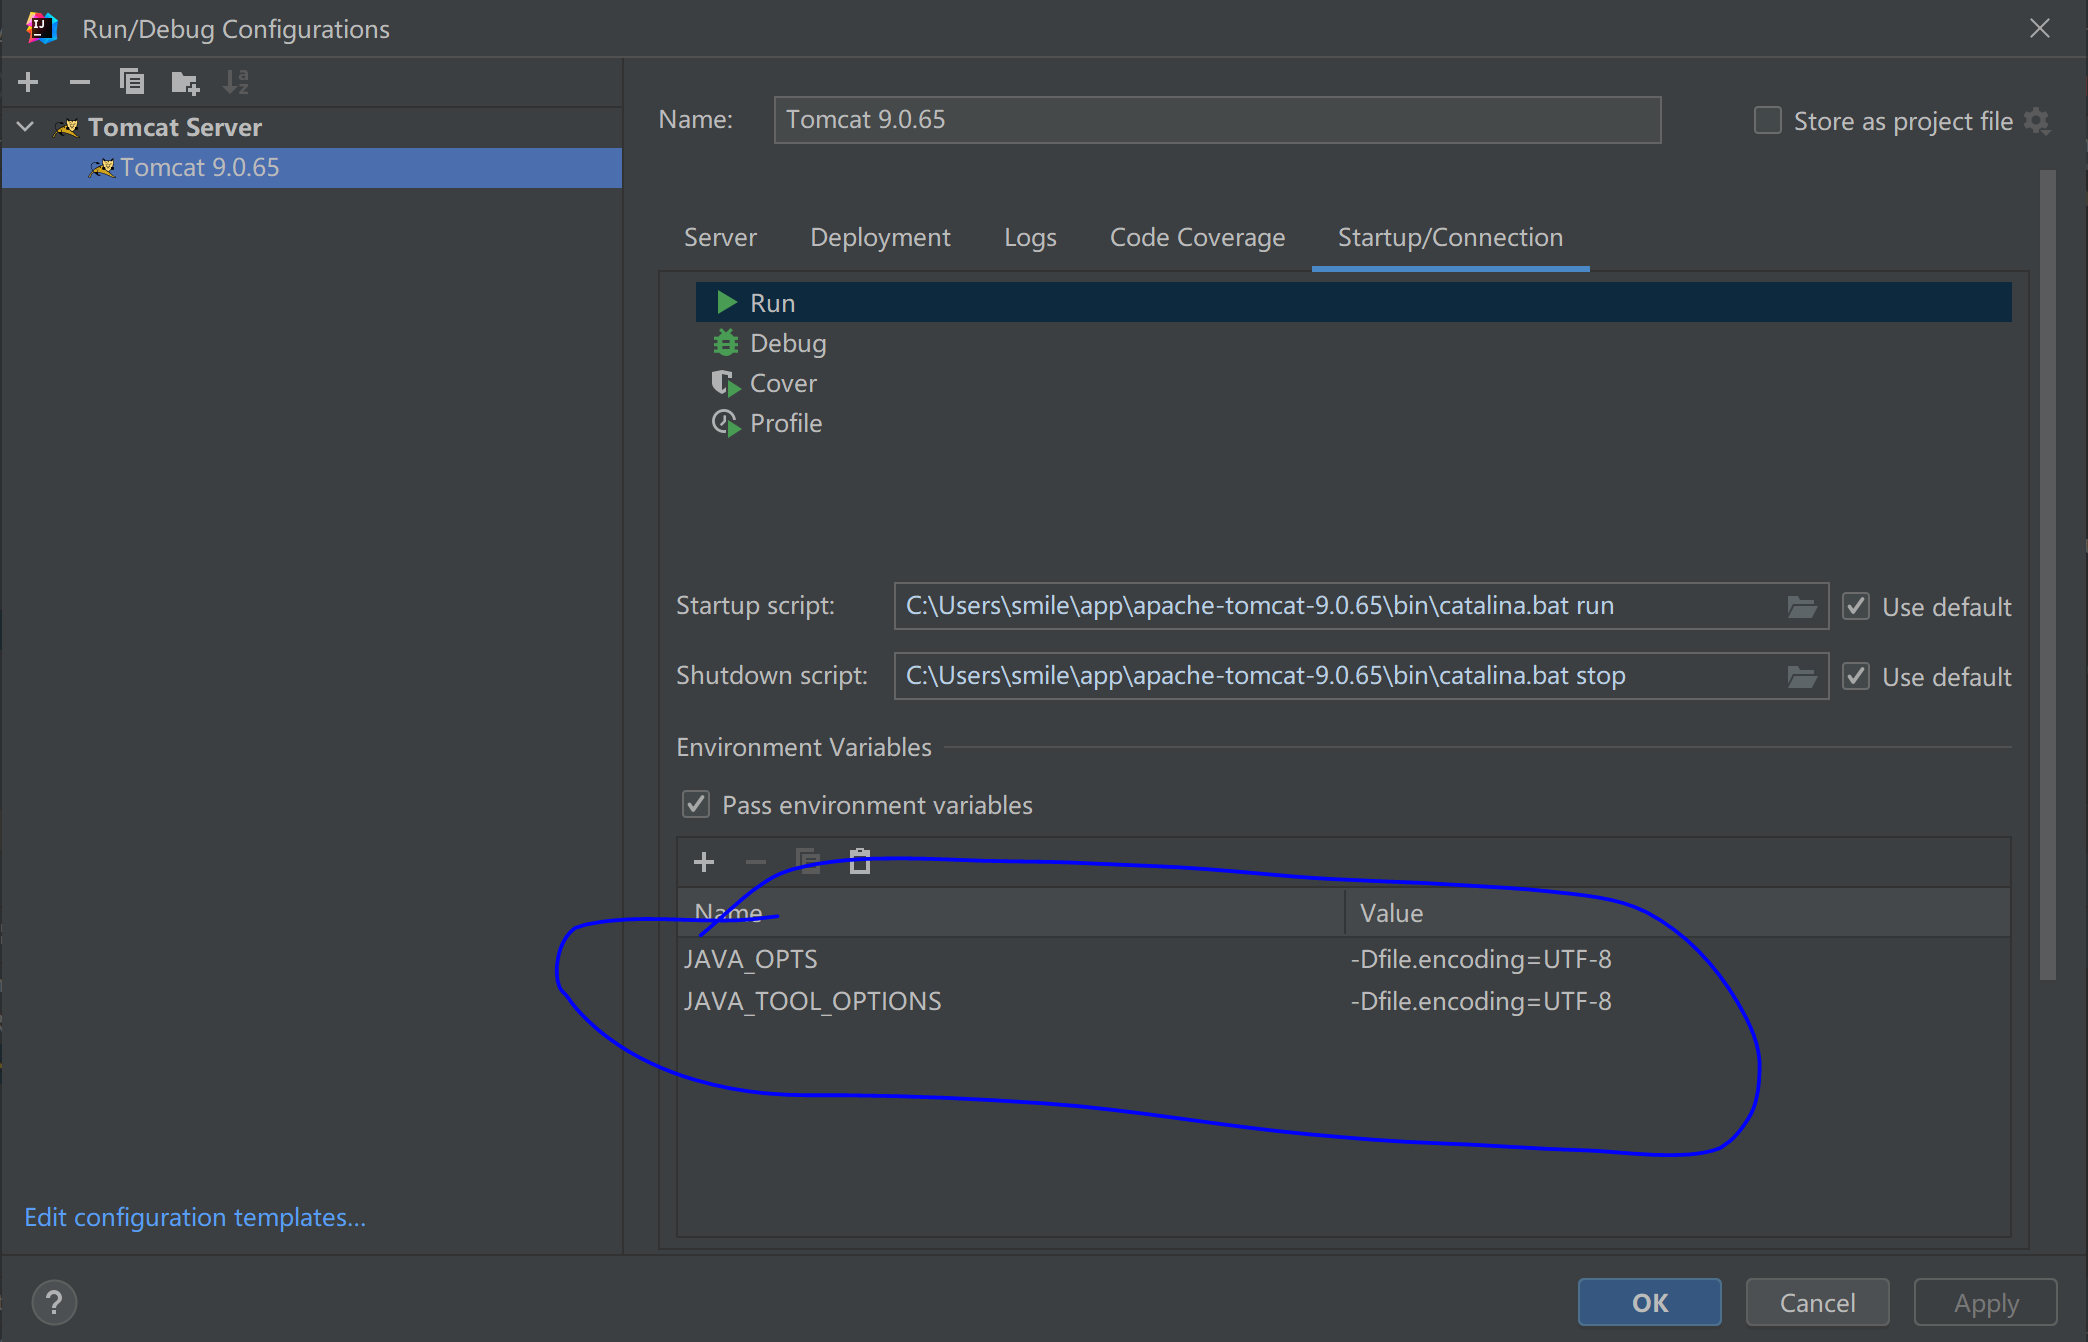 Run/Debug Configurations
Tomcat Server
Tomcat 9.0.65
Name: Tomcat 9.0.65 Store as project file
Server Deployment Logs Code Coverage Startup/Connection
Run
Debug
Cover
Profile
Startup script: C:\Users\smile\app\apache-tomcat-9.0.65\bin\catalina.bat run Use default
Shutdown script: C:\Users\smile\app\apache-tomcat-9.0.65\bin\catalina.bat stop Use default
Environment Variables
Pass environment variables
Name Value
JAVA_OPTS -Dfile.encoding=UTF-8
JAVA_TOOL_OPTIONS -Dfile.encoding=UTF-8
Edit configuration templates...
? OK Cancel Apply